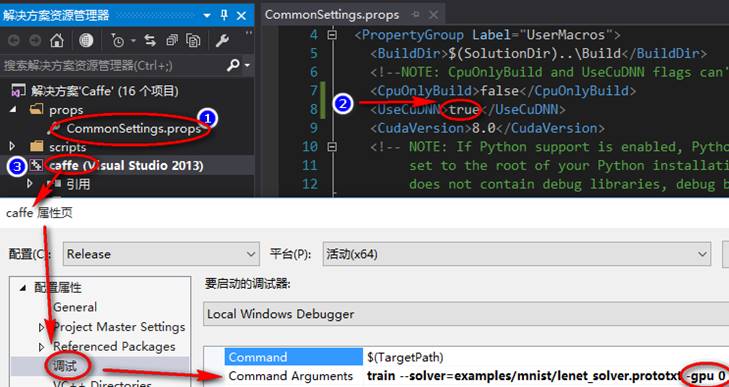 解决方案资源管理器
搜索解决方案资源管理器(Ctrl+;)
解决方案'Caffe' (16 个项目)
props
CommonSettings.props
1
scripts
3
caffe (Visual Studio 2013)
引用
CommonSettings.props
4 <PropertyGroup Label="UserMacros">
5 <BuildDir>$(SolutionDir)..\Build</BuildDir>
6 <!--NOTE: CpuOnlyBuild and UseCuDNN flags can'
7 <CpuOnlyBuild>false</CpuOnlyBuild>
2
8 <UseCuDNN>true</UseCuDNN>
9 <CudaVersion>8.0</CudaVersion>
10 <!-- NOTE: If Python support is enabled, Pytho
11 set to the root of your Python installati
12 does not contain debug libraries, debug b
caffe 属性页
配置(C): Release 平台(P): 活动(x64)
配置属性
General
Project Master Settings
Referenced Packages
调试
VC++ Directories
要启动的调试器:
Local Windows Debugger
Command $(TargetPath)
Command Arguments train --solver=examples/mnist/lenet_solver.prototxt -gpu 0